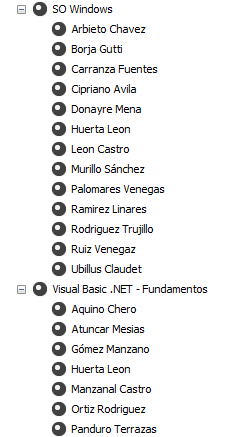 SO Windows
Arbieto Chavez
Borja Gutti
Carranza Fuentes
Cipriano Avila
Donayre Mena
Huerta Leon
Leon Castro
Murillo Sánchez
Palomares Venegas
Ramirez Linares
Rodriguez Trujillo
Ruiz Venegaz
Ubillus Claudet
Visual Basic .NET - Fundamentos
Aquino Chero
Atuncar Mesias
Gómez Manzano
Huerta Leon
Manzanal Castro
Ortiz Rodriguez
Panduro Terrazas